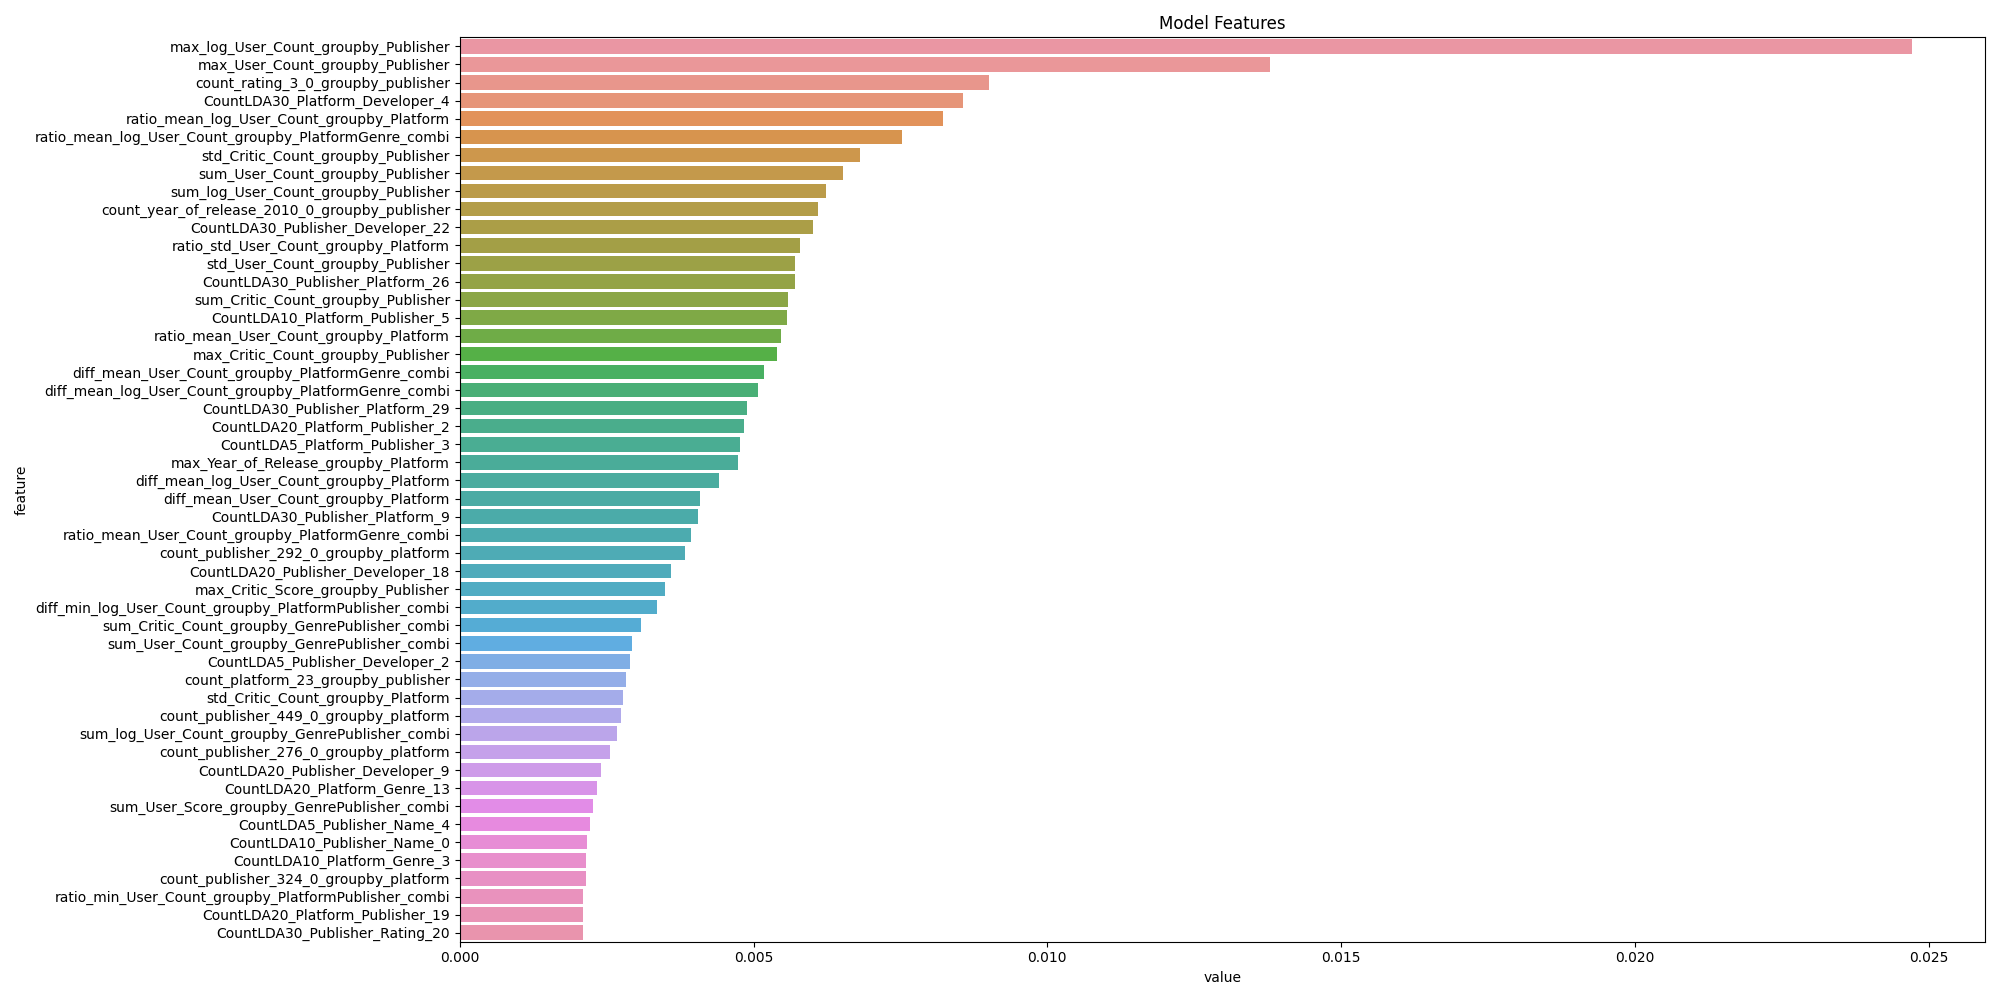 Model Features
max_log_User_Count_groupby_Publisher
max_User_Count_groupby_Publisher
count_rating_3_0_groupby_publisher
CountLDA30_Platform_Developer_4
ratio_mean_log_User_Count_groupby_Platform
ratio_mean_log_User_Count_groupby_PlatformGenre_combi
std_Critic_Count_groupby_Publisher
sum_User_Count_groupby_Publisher
sum_log_User_Count_groupby_Publisher
count_year_of_release_2010_0_groupby_publisher
CountLDA30_Publisher_Developer_22
ratio_std_User_Count_groupby_Platform
std_User_Count_groupby_Publisher
CountLDA30_Publisher_Platform_26
sum_Critic_Count_groupby_Publisher
CountLDA10_Platform_Publisher_5
ratio_mean_User_Count_groupby_Platform
max_Critic_Count_groupby_Publisher
diff_mean_User_Count_groupby_PlatformGenre_combi
diff_mean_log_User_Count_groupby_PlatformGenre_combi
CountLDA30_Publisher_Platform_29
CountLDA20_Platform_Publisher_2
CountLDA5_Platform_Publisher_3
max_Year_of_Release_groupby_Platform
diff_mean_log_User_Count_groupby_Platform
diff_mean_User_Count_groupby_Platform
CountLDA30_Publisher_Platform_9
ratio_mean_User_Count_groupby_PlatformGenre_combi
count_publisher_292_0_groupby_platform
CountLDA20_Publisher_Developer_18
max_Critic_Score_groupby_Publisher
diff_min_log_User_Count_groupby_PlatformPublisher_combi
sum_Critic_Count_groupby_GenrePublisher_combi
sum_User_Count_groupby_GenrePublisher_combi
CountLDA5_Publisher_Developer_2
count_platform_23_groupby_publisher
std_Critic_Count_groupby_Platform
count_publisher_449_0_groupby_platform
sum_log_User_Count_groupby_GenrePublisher_combi
count_publisher_276_0_groupby_platform
CountLDA20_Publisher_Developer_9
CountLDA20_Platform_Genre_13
sum_User_Score_groupby_GenrePublisher_combi
CountLDA5_Publisher_Name_4
CountLDA10_Publisher_Name_0
CountLDA10_Platform_Genre_3
count_publisher_324_0_groupby_platform
ratio_min_User_Count_groupby_PlatformPublisher_combi
CountLDA20_Platform_Publisher_19
CountLDA30_Publisher_Rating_20
feature
0.000 0.005 0.010 0.015 0.020 0.025
value